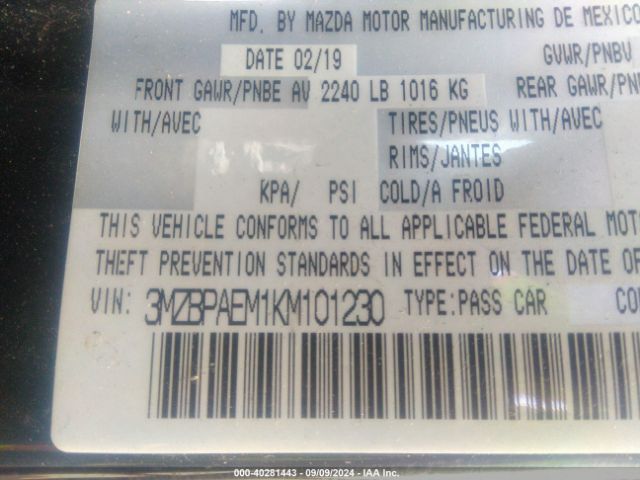 MFD. BY MAZDA MOTOR MANUFACTURING DE MEXICO
DATE 02/19 GVWR/PNBV
FRONT GAWR/PNBE AV 2240 LB 1016 KG REAR GAWR/PNB
WITH/AVEC TIRES/PNEUS WITH/AVEC
RIMS/JANTES
KPA/ PSI COLD/A FROID
THIS VEHICLE CONFORMS TO ALL APPLICABLE FEDERAL MOT
THEFT PREVENTION STANDARDS IN EFFECT ON THE DATE OF
VIN: 3MZBPAEM1KM101230 TYPE:PASS CAR CO
000-40281443 - 09/09/2024 - IAA Inc.